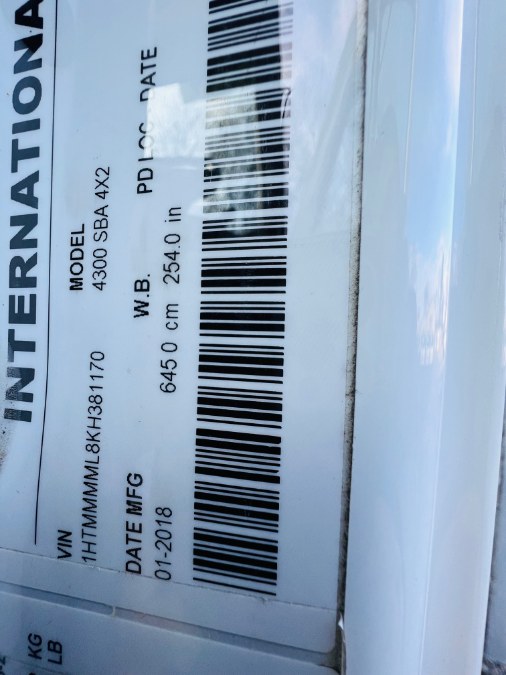 INTERNATIONA
VIN MODEL
1HTMMMML8KH381170 4300 SBA 4X2
DATE MFG W.B. PD LOC DATE
01-2018 645 0 cm 254.0 in
KG
LB